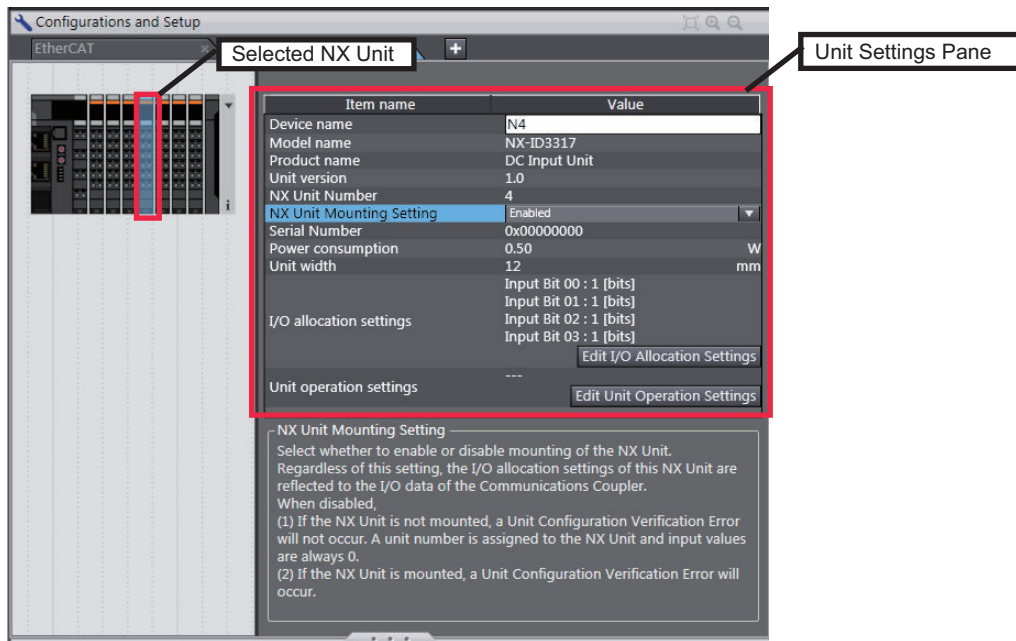 Configurations and Setup
EtherCAT
Selected NX Unit
Unit Settings Pane
Item name Value
Device name N4
Model name NX-ID3317
Product name DC Input Unit
Unit version 1.0
NX Unit Number 4
NX Unit Mounting Setting Enabled
Serial Number 0x00000000
Power consumption 0.50 W
Unit width 12 mm
Input Bit 00 : 1 [bits]
Input Bit 01 : 1 [bits]
I/O allocation settings Input Bit 02 : 1 [bits]
Input Bit 03 : 1 [bits]
Edit I/O Allocation Settings
---
Unit operation settings
Edit Unit Operation Settings
NX Unit Mounting Setting
Select whether to enable or disable mounting of the NX Unit.
Regardless of this setting, the I/O allocation settings of this NX Unit are
reflected to the I/O data of the Communications Coupler.
When disabled,
(1) If the NX Unit is not mounted, a Unit Configuration Verification Error
will not occur. A unit number is assigned to the NX Unit and input values
are always 0.
(2) If the NX Unit is mounted, a Unit Configuration Verification Error will
occur.